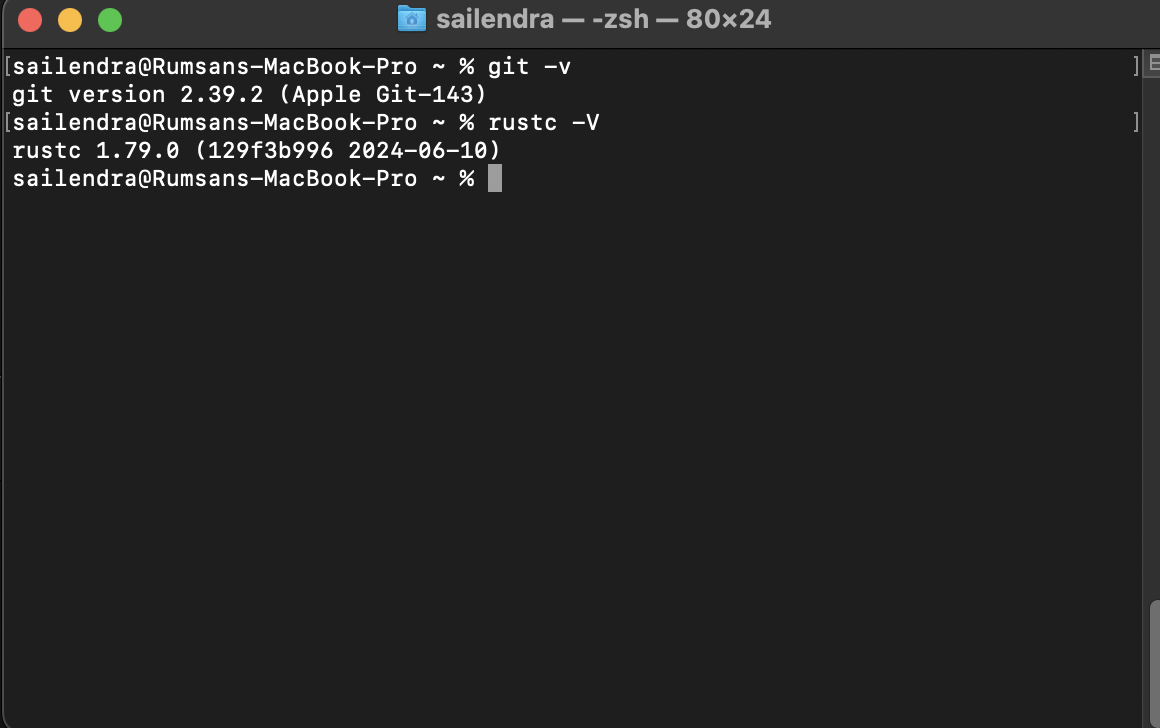 sailendra — -zsh — 80×24
[sailendra@Rumsans-MacBook-Pro ~ % git -v ]
git version 2.39.2 (Apple Git-143)
[sailendra@Rumsans-MacBook-Pro ~ % rustc -V ]
rustc 1.79.0 (129f3b996 2024-06-10)
sailendra@Rumsans-MacBook-Pro ~ %